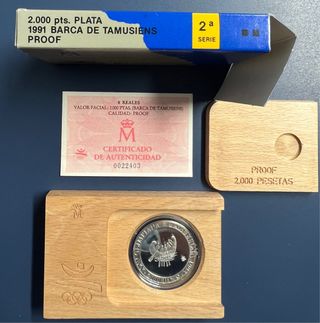 2.000 pts. PLATA
1991 BARCA DE TAMUSIENS
PROOF
2ª
SERIE
8 REALES
VALOR FACIAL: 2.000 PTAS. (BARCA DE TAMUSIENS)
CALIDAD: PROOF
M
CERTIFICADO
DE AUTENTICIDAD
0022403
PROOF
2.000 PESETAS
M